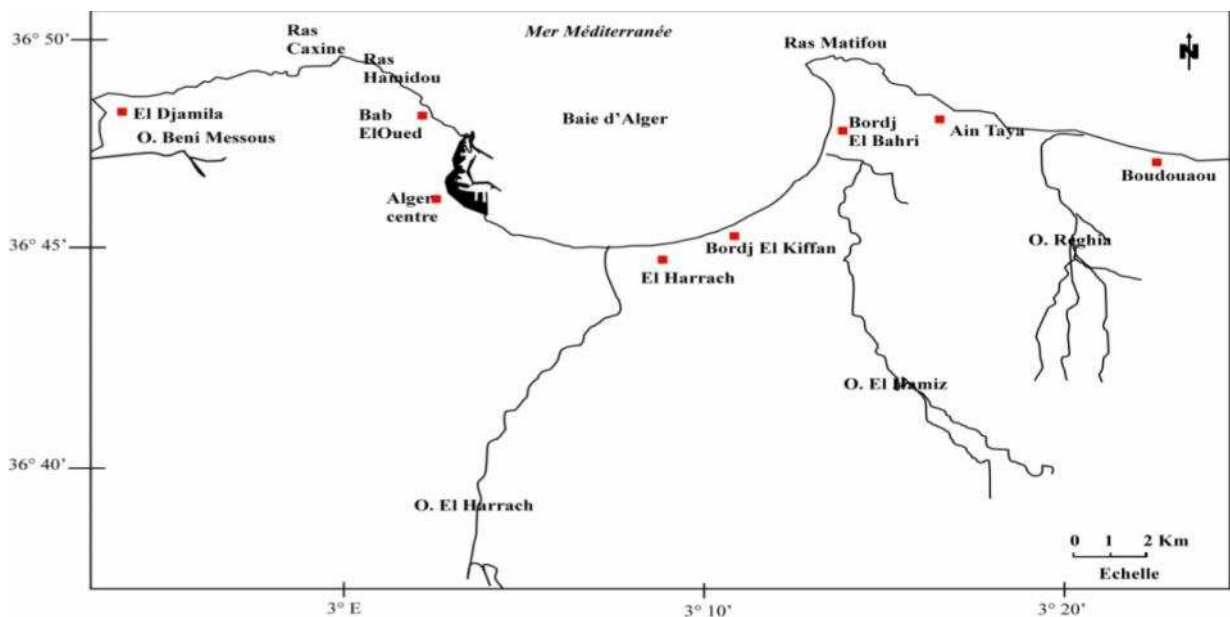 36° 50'
Ras
Caxine
Mer Méditerranée
Ras Matifou
N
Ras
Hamidou
El Djamila
Bab
ElOued
Baie d'Alger
Bordj
El Bahri
Ain Taya
O. Beni Messous
Boudouaou
Alger
centre
36° 45'
Bordj El Kiffan
O. Reghia
El Harrach
O. El Hamiz
36° 40'
O. El Harrach
0 1 2 Km
Echelle
3° E
3° 10'
3° 20'